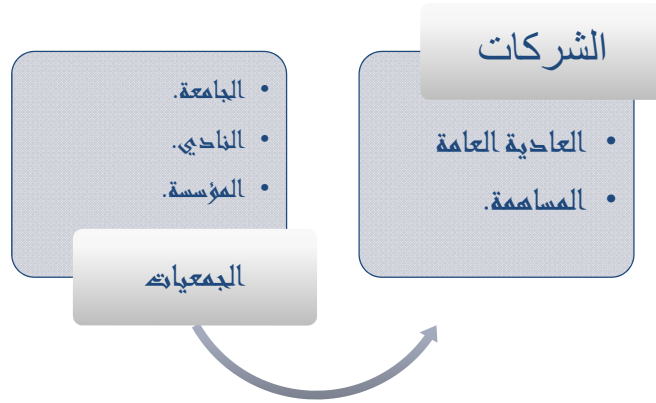 الشركات
• العادية العامة
• المساهمة.
• الجامعة.
• النادي.
• المؤسسة.
الجمعيات